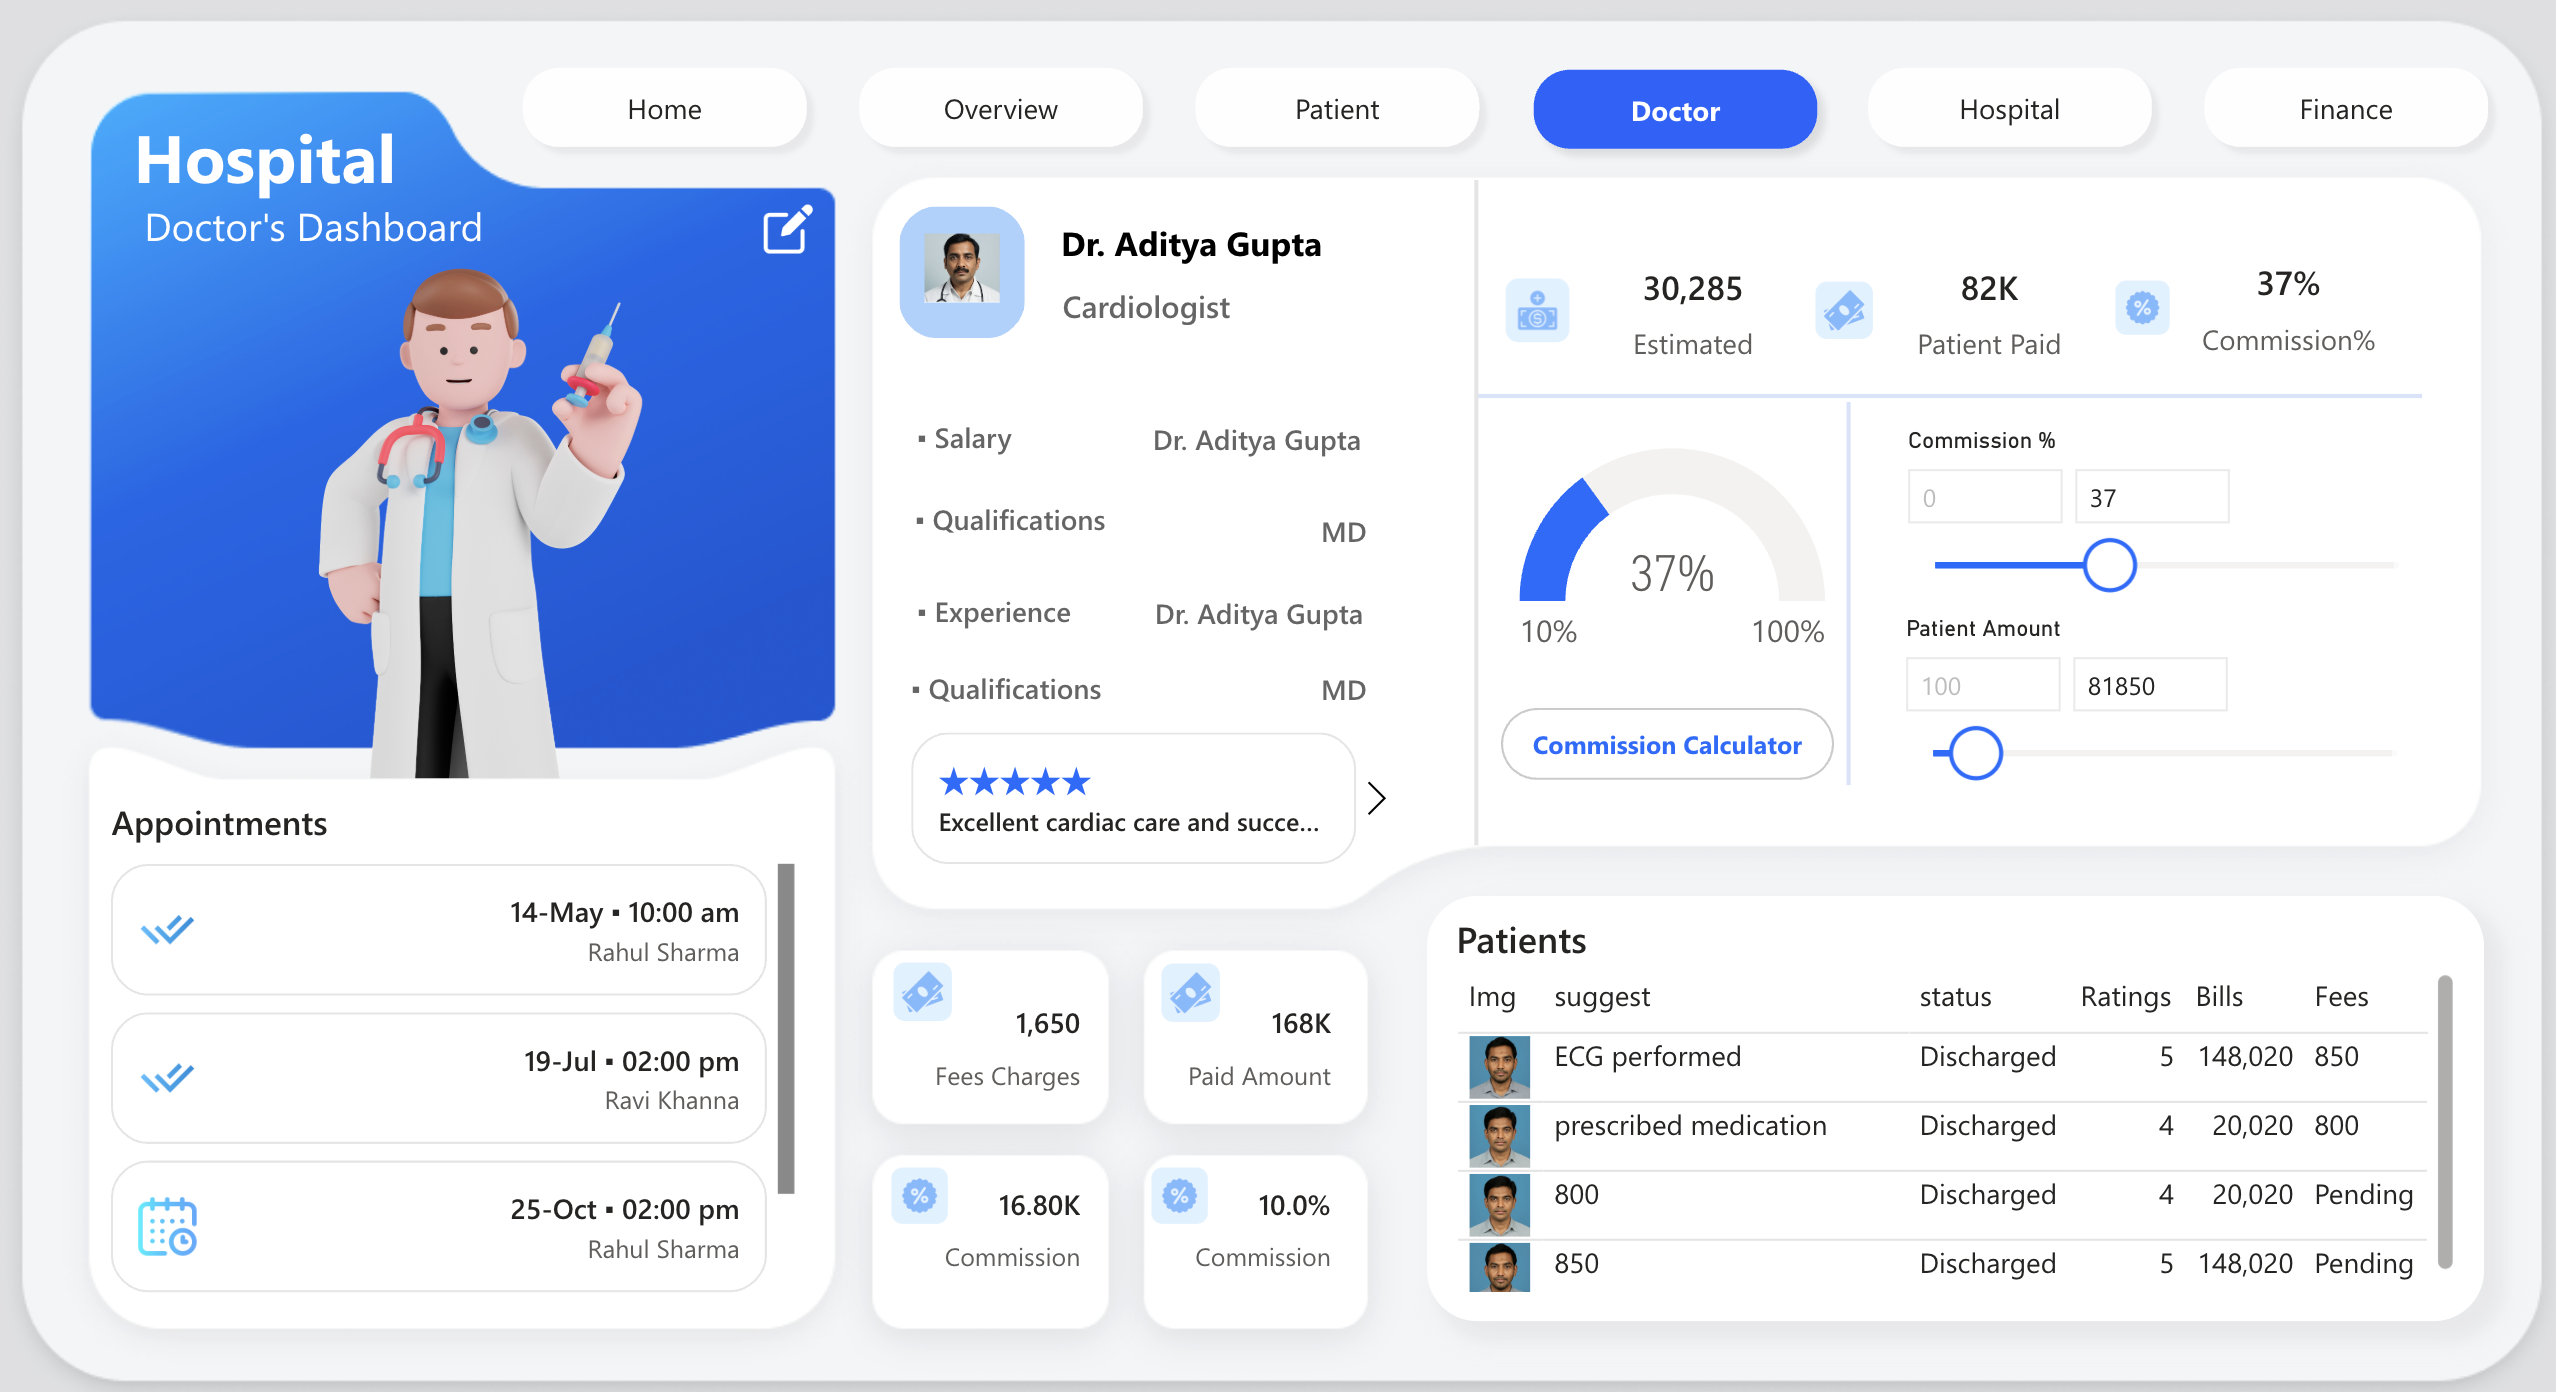 Home
Overview
Patient
Doctor
Hospital
Finance
Hospital
Doctor's Dashboard
Appointments
14-May ▪ 10:00 am
Rahul Sharma
19-Jul ▪ 02:00 pm
Ravi Khanna
25-Oct ▪ 02:00 pm
Rahul Sharma
Dr. Aditya Gupta
Cardiologist
▪ Salary Dr. Aditya Gupta
▪ Qualifications MD
▪ Experience Dr. Aditya Gupta
▪ Qualifications MD
★★★★★
Excellent cardiac care and succe...
30,285
Estimated
82K
Patient Paid
37%
Commission%
37%
10% 100%
Commission Calculator
Commission %
0 37
Patient Amount
100 81850
1,650
Fees Charges
168K
Paid Amount
16.80K
Commission
10.0%
Commission
Patients
Img suggest status Ratings Bills Fees
ECG performed Discharged 5 148,020 850
prescribed medication Discharged 4 20,020 800
800 Discharged 4 20,020 Pending
850 Discharged 5 148,020 Pending